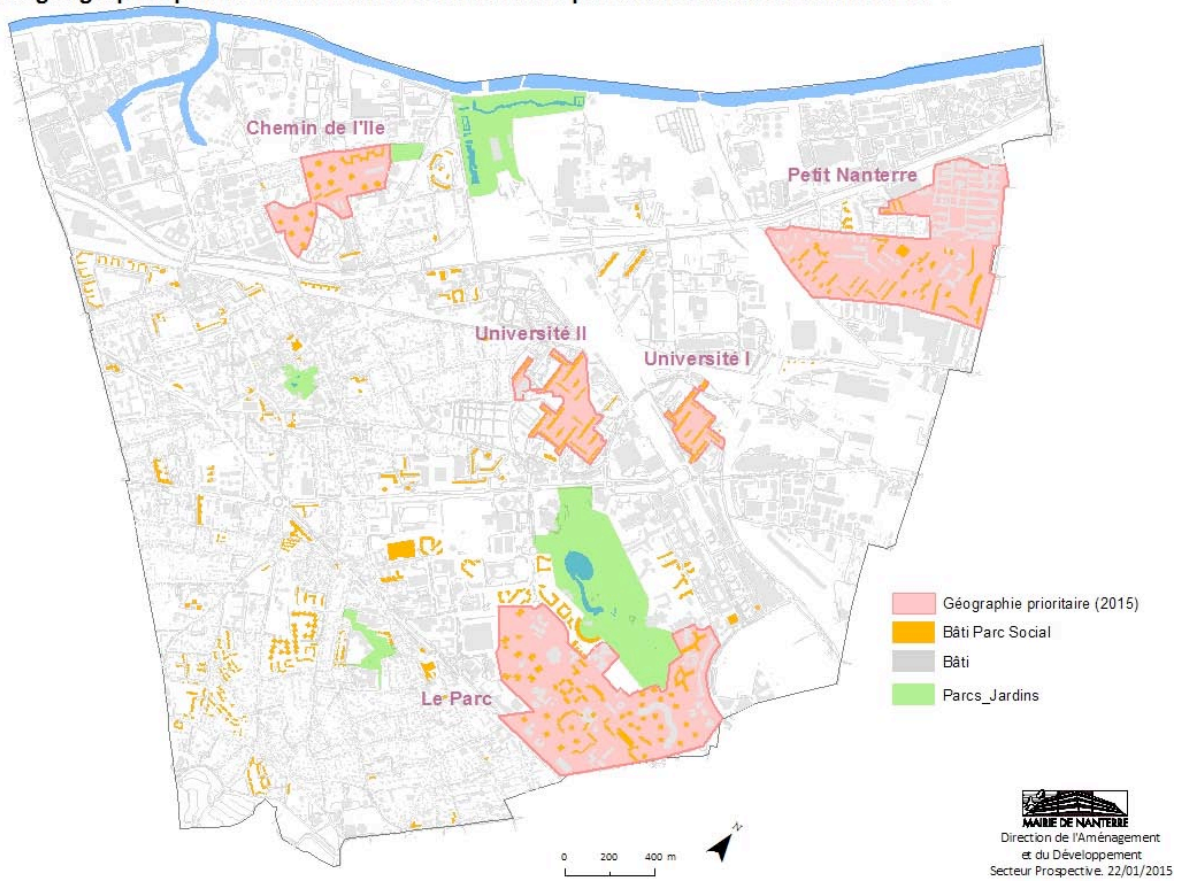 Chemin de l'Ile
Petit Nanterre
Université II
Université I
Le Parc
Géographie prioritaire (2015)
Bâti Parc Social
Bâti
Parcs_Jardins
N
0 200 400 m
MAIRIE DE NANTERRE
Direction de l'Aménagement
et du Développement
Secteur Prospective. 22/01/2015